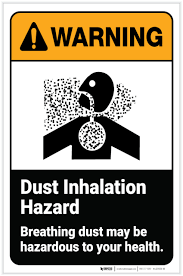 WARNING
Dust Inhalation
Hazard
Breathing dust may be
hazardous to your health.